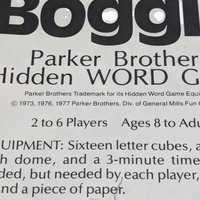 Boggl
Parker Brother
Hidden WORD G
Parker Brothers Trademark for its Hidden Word Game Equi
© 1973, 1976, 1977 Parker Brothers, Div. of General Mills Fun G
2 to 6 Players Ages 8 to Adu
UIPMENT: Sixteen letter cubes, a
h dome, and a 3-minute time
ded, but needed by each player,
and a piece of paper.